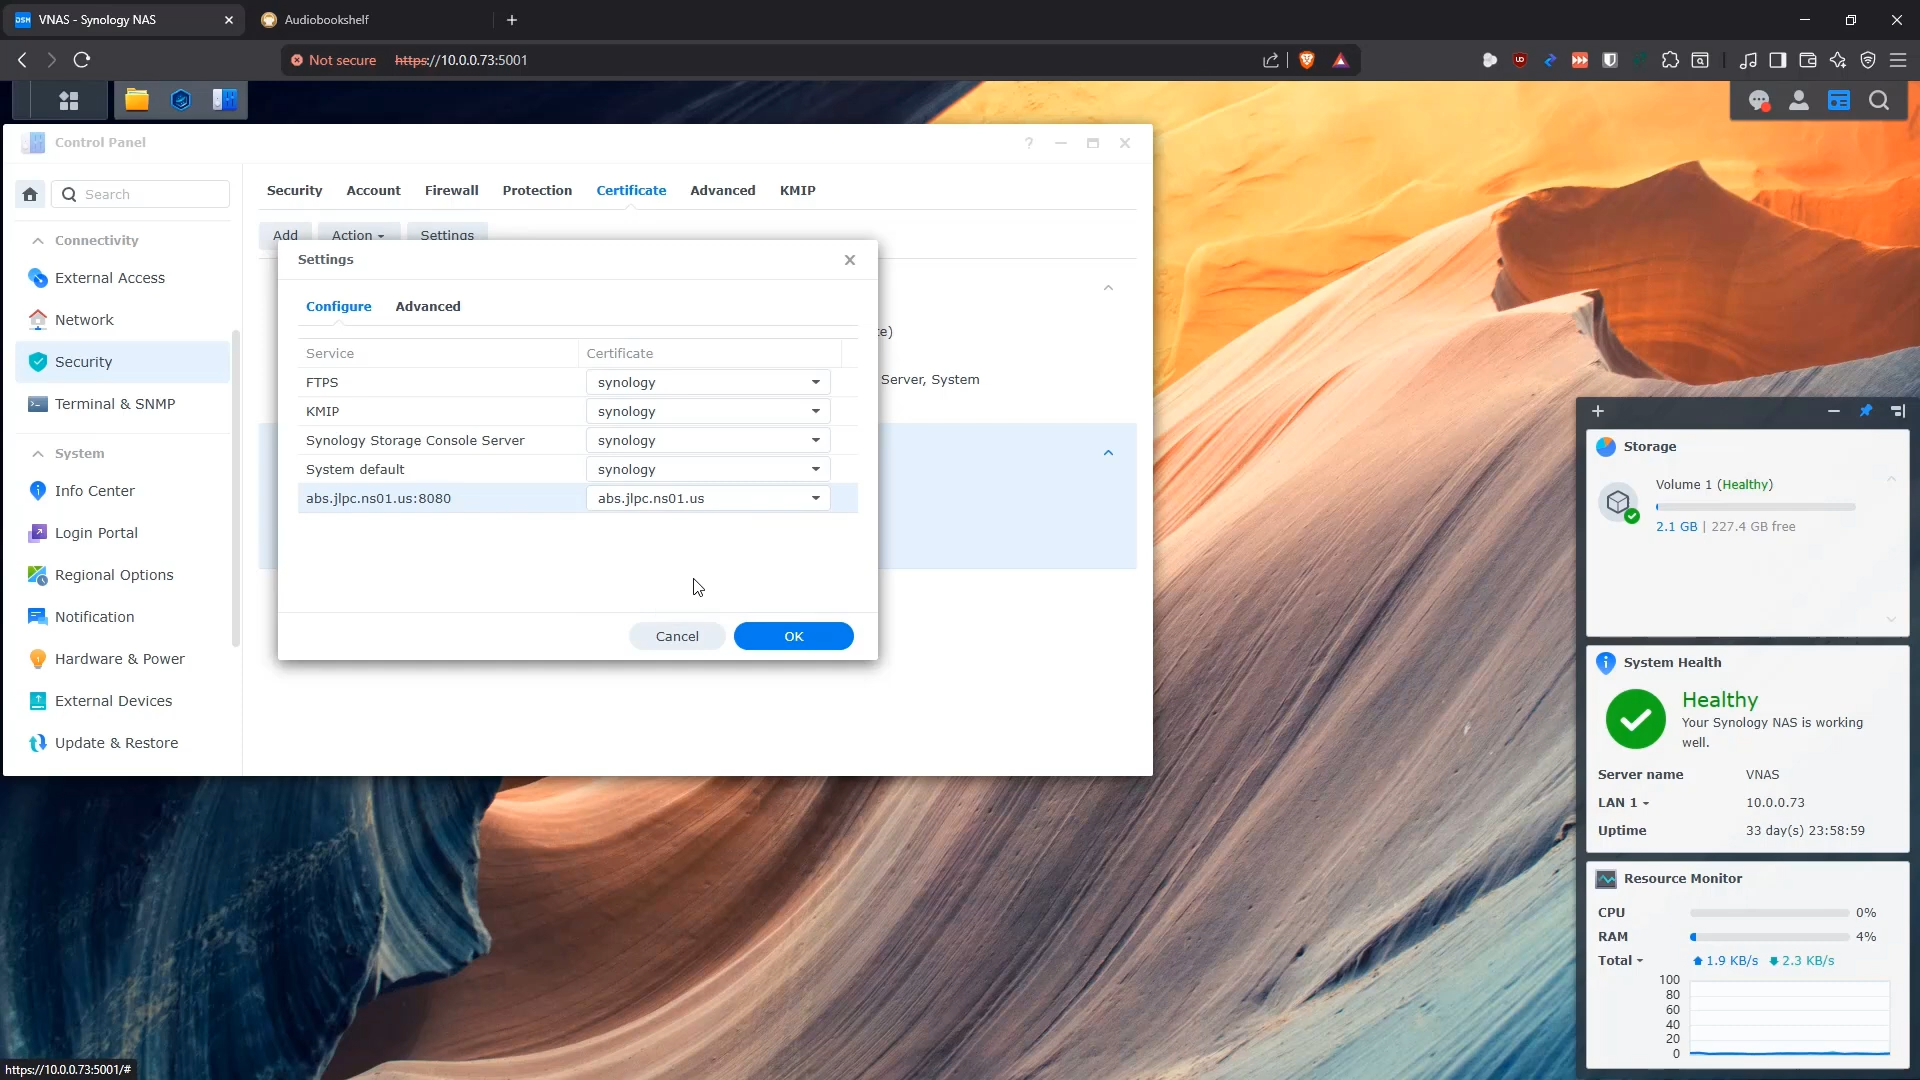 VNAS - Synology NAS
Audiobookshelf
Not secure
https://10.0.0.73:5001
Control Panel
Search
Connectivity
External Access
Network
Security
Terminal & SNMP
System
Info Center
Login Portal
Regional Options
Notification
Hardware & Power
External Devices
Update & Restore
Security Account Firewall Protection Certificate Advanced KMIP
Add Action Settings
te)
Server, System
Settings
Configure Advanced
Service Certificate
FTPS synology
KMIP synology
Synology Storage Console Server synology
System default synology
abs.jlpc.ns01.us:8080 abs.jlpc.ns01.us
Cancel OK
Storage
Volume 1 (Healthy)
2.1 GB | 227.4 GB free
System Health
Healthy
Your Synology NAS is working
well.
Server name VNAS
LAN 1 10.0.0.73
Uptime 33 day(s) 23:58:59
Resource Monitor
CPU 0%
RAM 4%
Total 1.9 KB/s 2.3 KB/s
100
80
60
40
20
0
https://10.0.0.73:5001/#